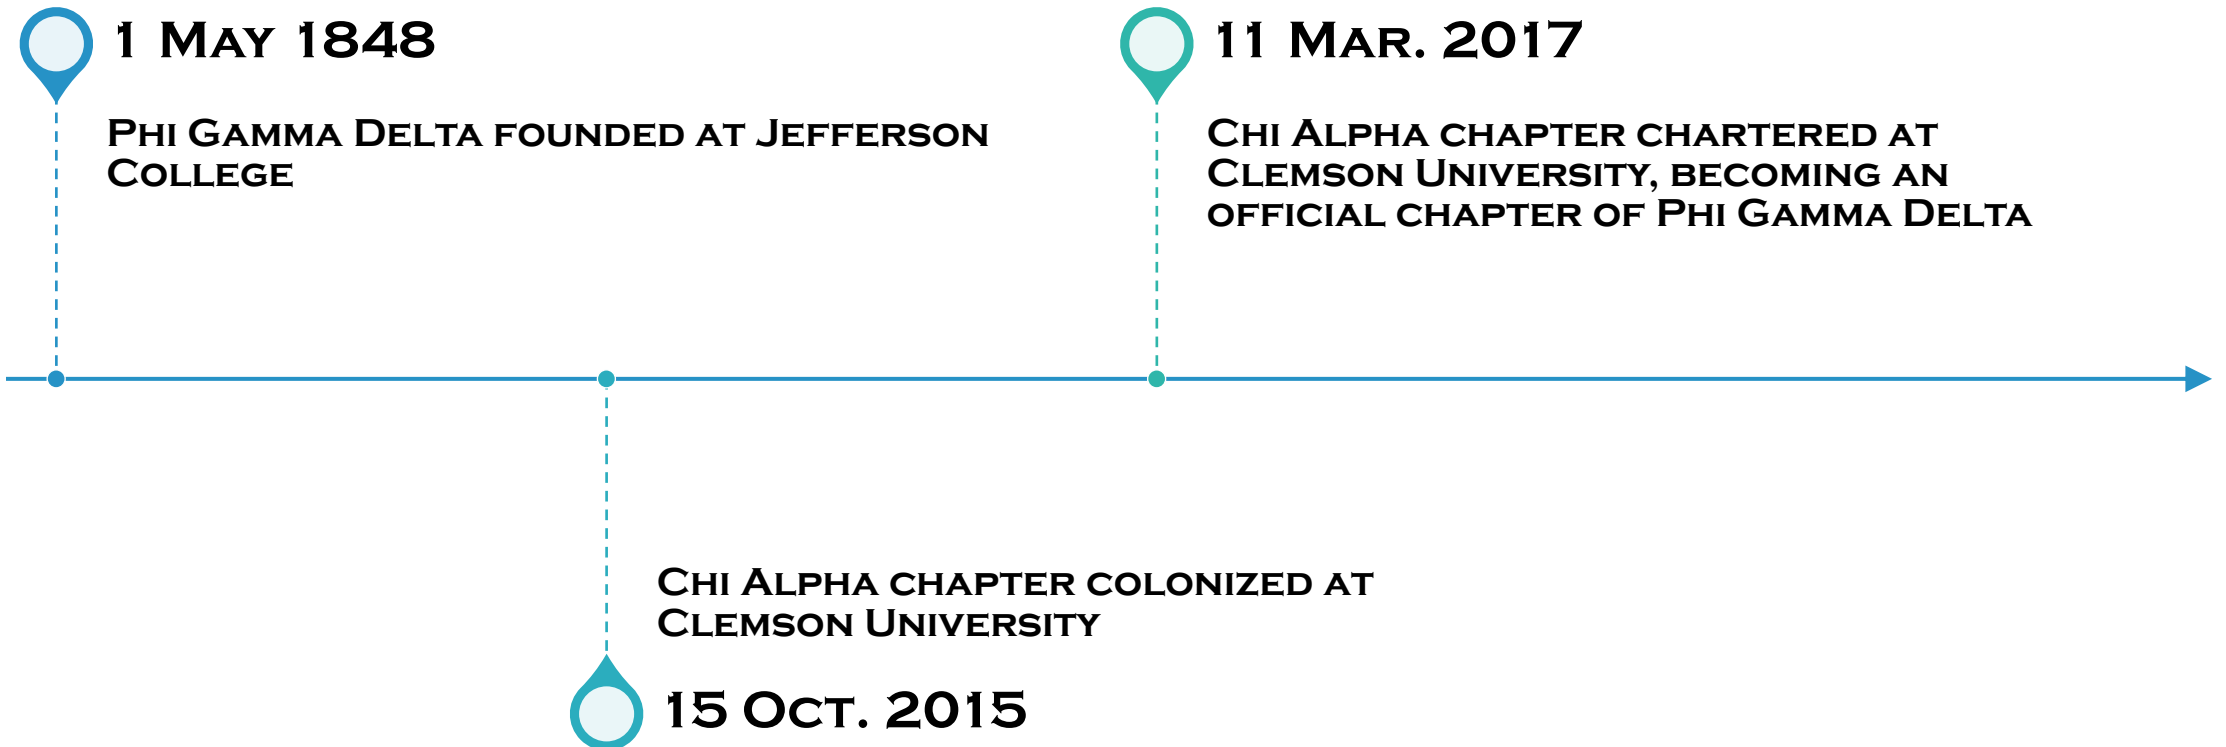 1 May 1848
Phi Gamma Delta founded at Jefferson
College
11 Mar. 2017
Chi Alpha chapter chartered at
Clemson University, becoming an
official chapter of Phi Gamma Delta
Chi Alpha chapter colonized at
Clemson University
15 Oct. 2015